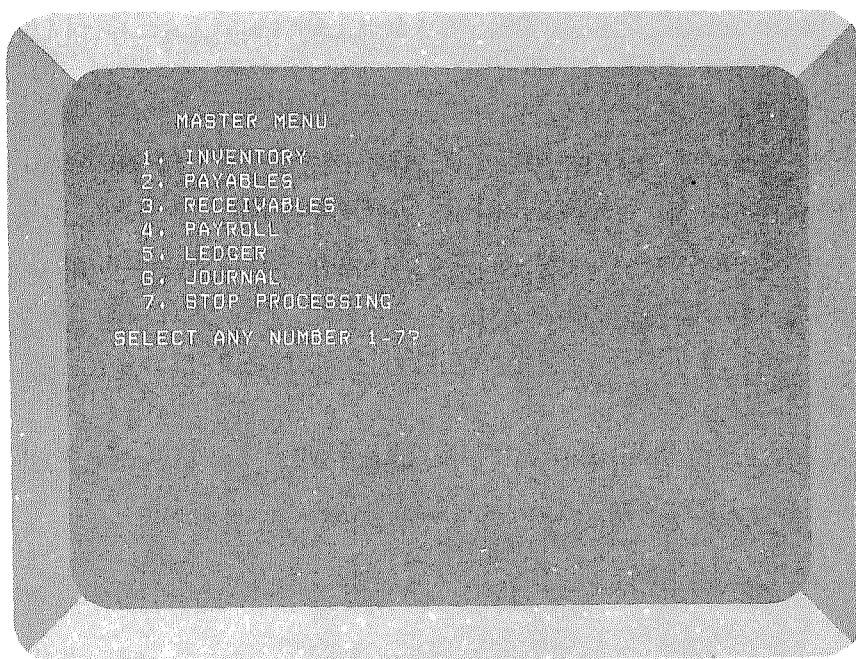 MASTER MENU
1. INVENTORY
2. PAYABLES
3. RECEIVABLES
4. PAYROLL
5. LEDGER
6. JOURNAL
7. STOP PROCESSING
SELECT ANY NUMBER 1-7?